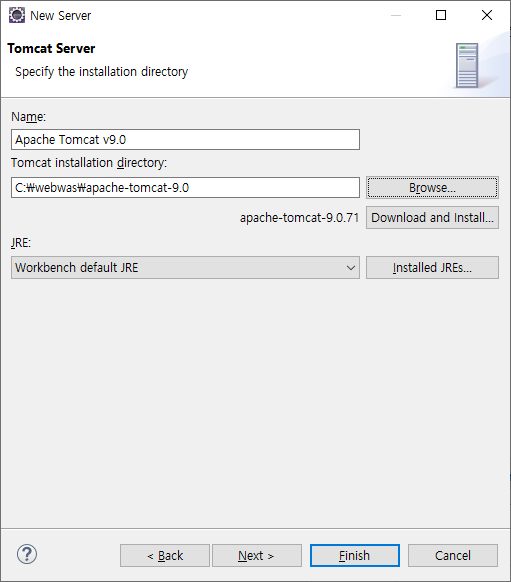 New Server
Tomcat Server
Specify the installation directory
Name:
Apache Tomcat v9.0
Tomcat installation directory:
C:₩webwas₩apache-tomcat-9.0
Browse...
apache-tomcat-9.0.71
Download and Install...
JRE:
Workbench default JRE
Installed JREs...
?
< Back
Next >
Finish
Cancel